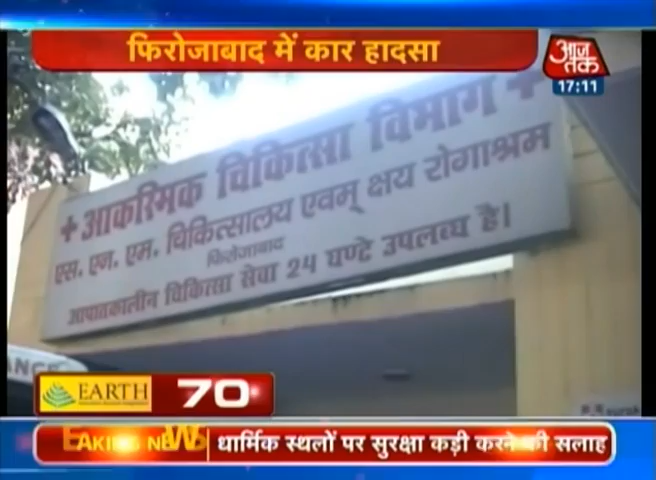 फिरोजाबाद में कार हादसा
आज तक
17:11
+ आकस्मिक चिकित्सा विभाग +
एस. एन. एम. चिकित्सालय एवम् क्षय रोगाश्रम
फिरोजाबाद
आपातकालीन चिकित्सा सेवा 24 घण्टे उपलब्ध है।
EARTH
70
धार्मिक स्थलों पर सुरक्षा कड़ी करने की सलाह